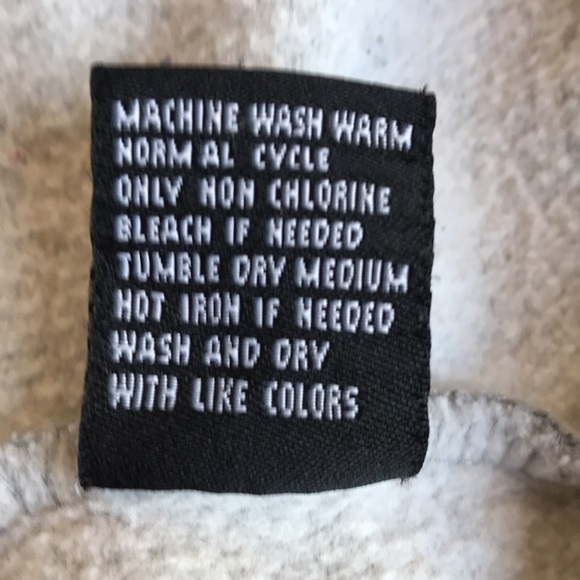 MACHINE WASH WARM
NORMAL CYCLE
ONLY NON CHLORINE
BLEACH IF NEEDED
TUMBLE DRY MEDIUM
HOT IRON IF NEEDED
WASH AND DRY
WITH LIKE COLORS